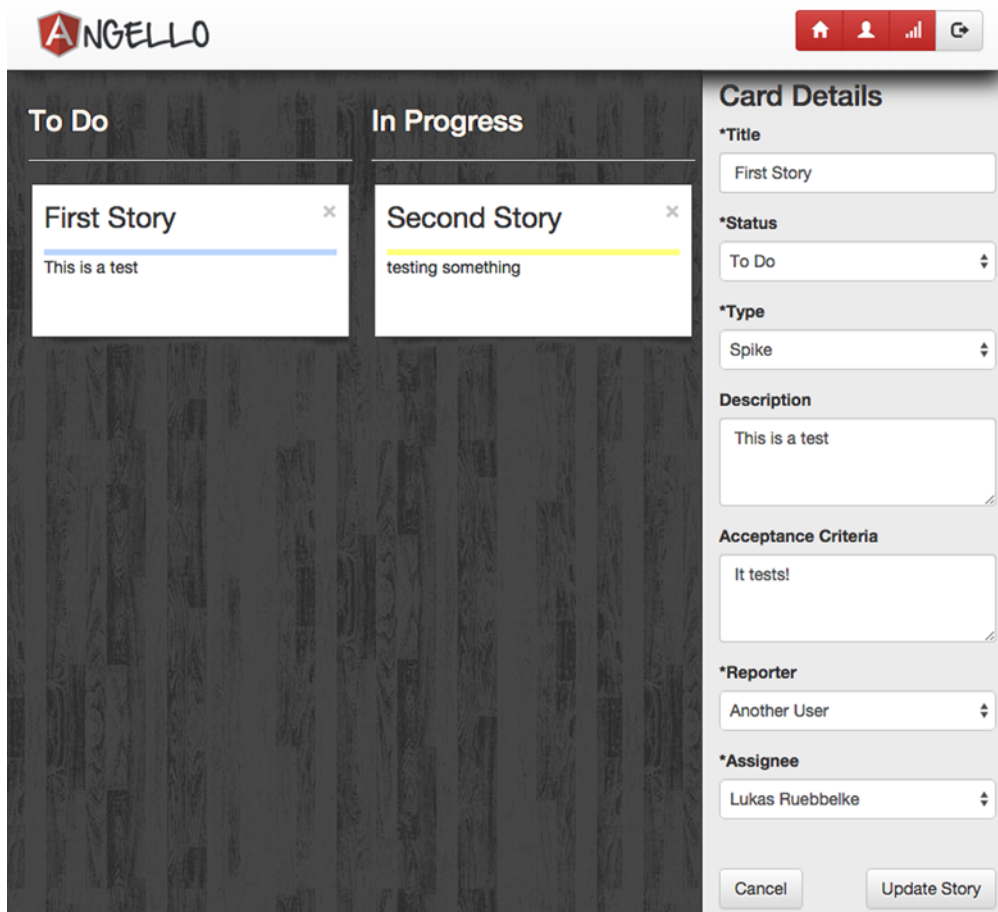 ANGELLO
To Do
First Story
This is a test
In Progress
Second Story
testing something
Card Details
*Title
First Story
*Status
To Do
*Type
Spike
Description
This is a test
Acceptance Criteria
It tests!
*Reporter
Another User
*Assignee
Lukas Ruebbelke
Cancel
Update Story